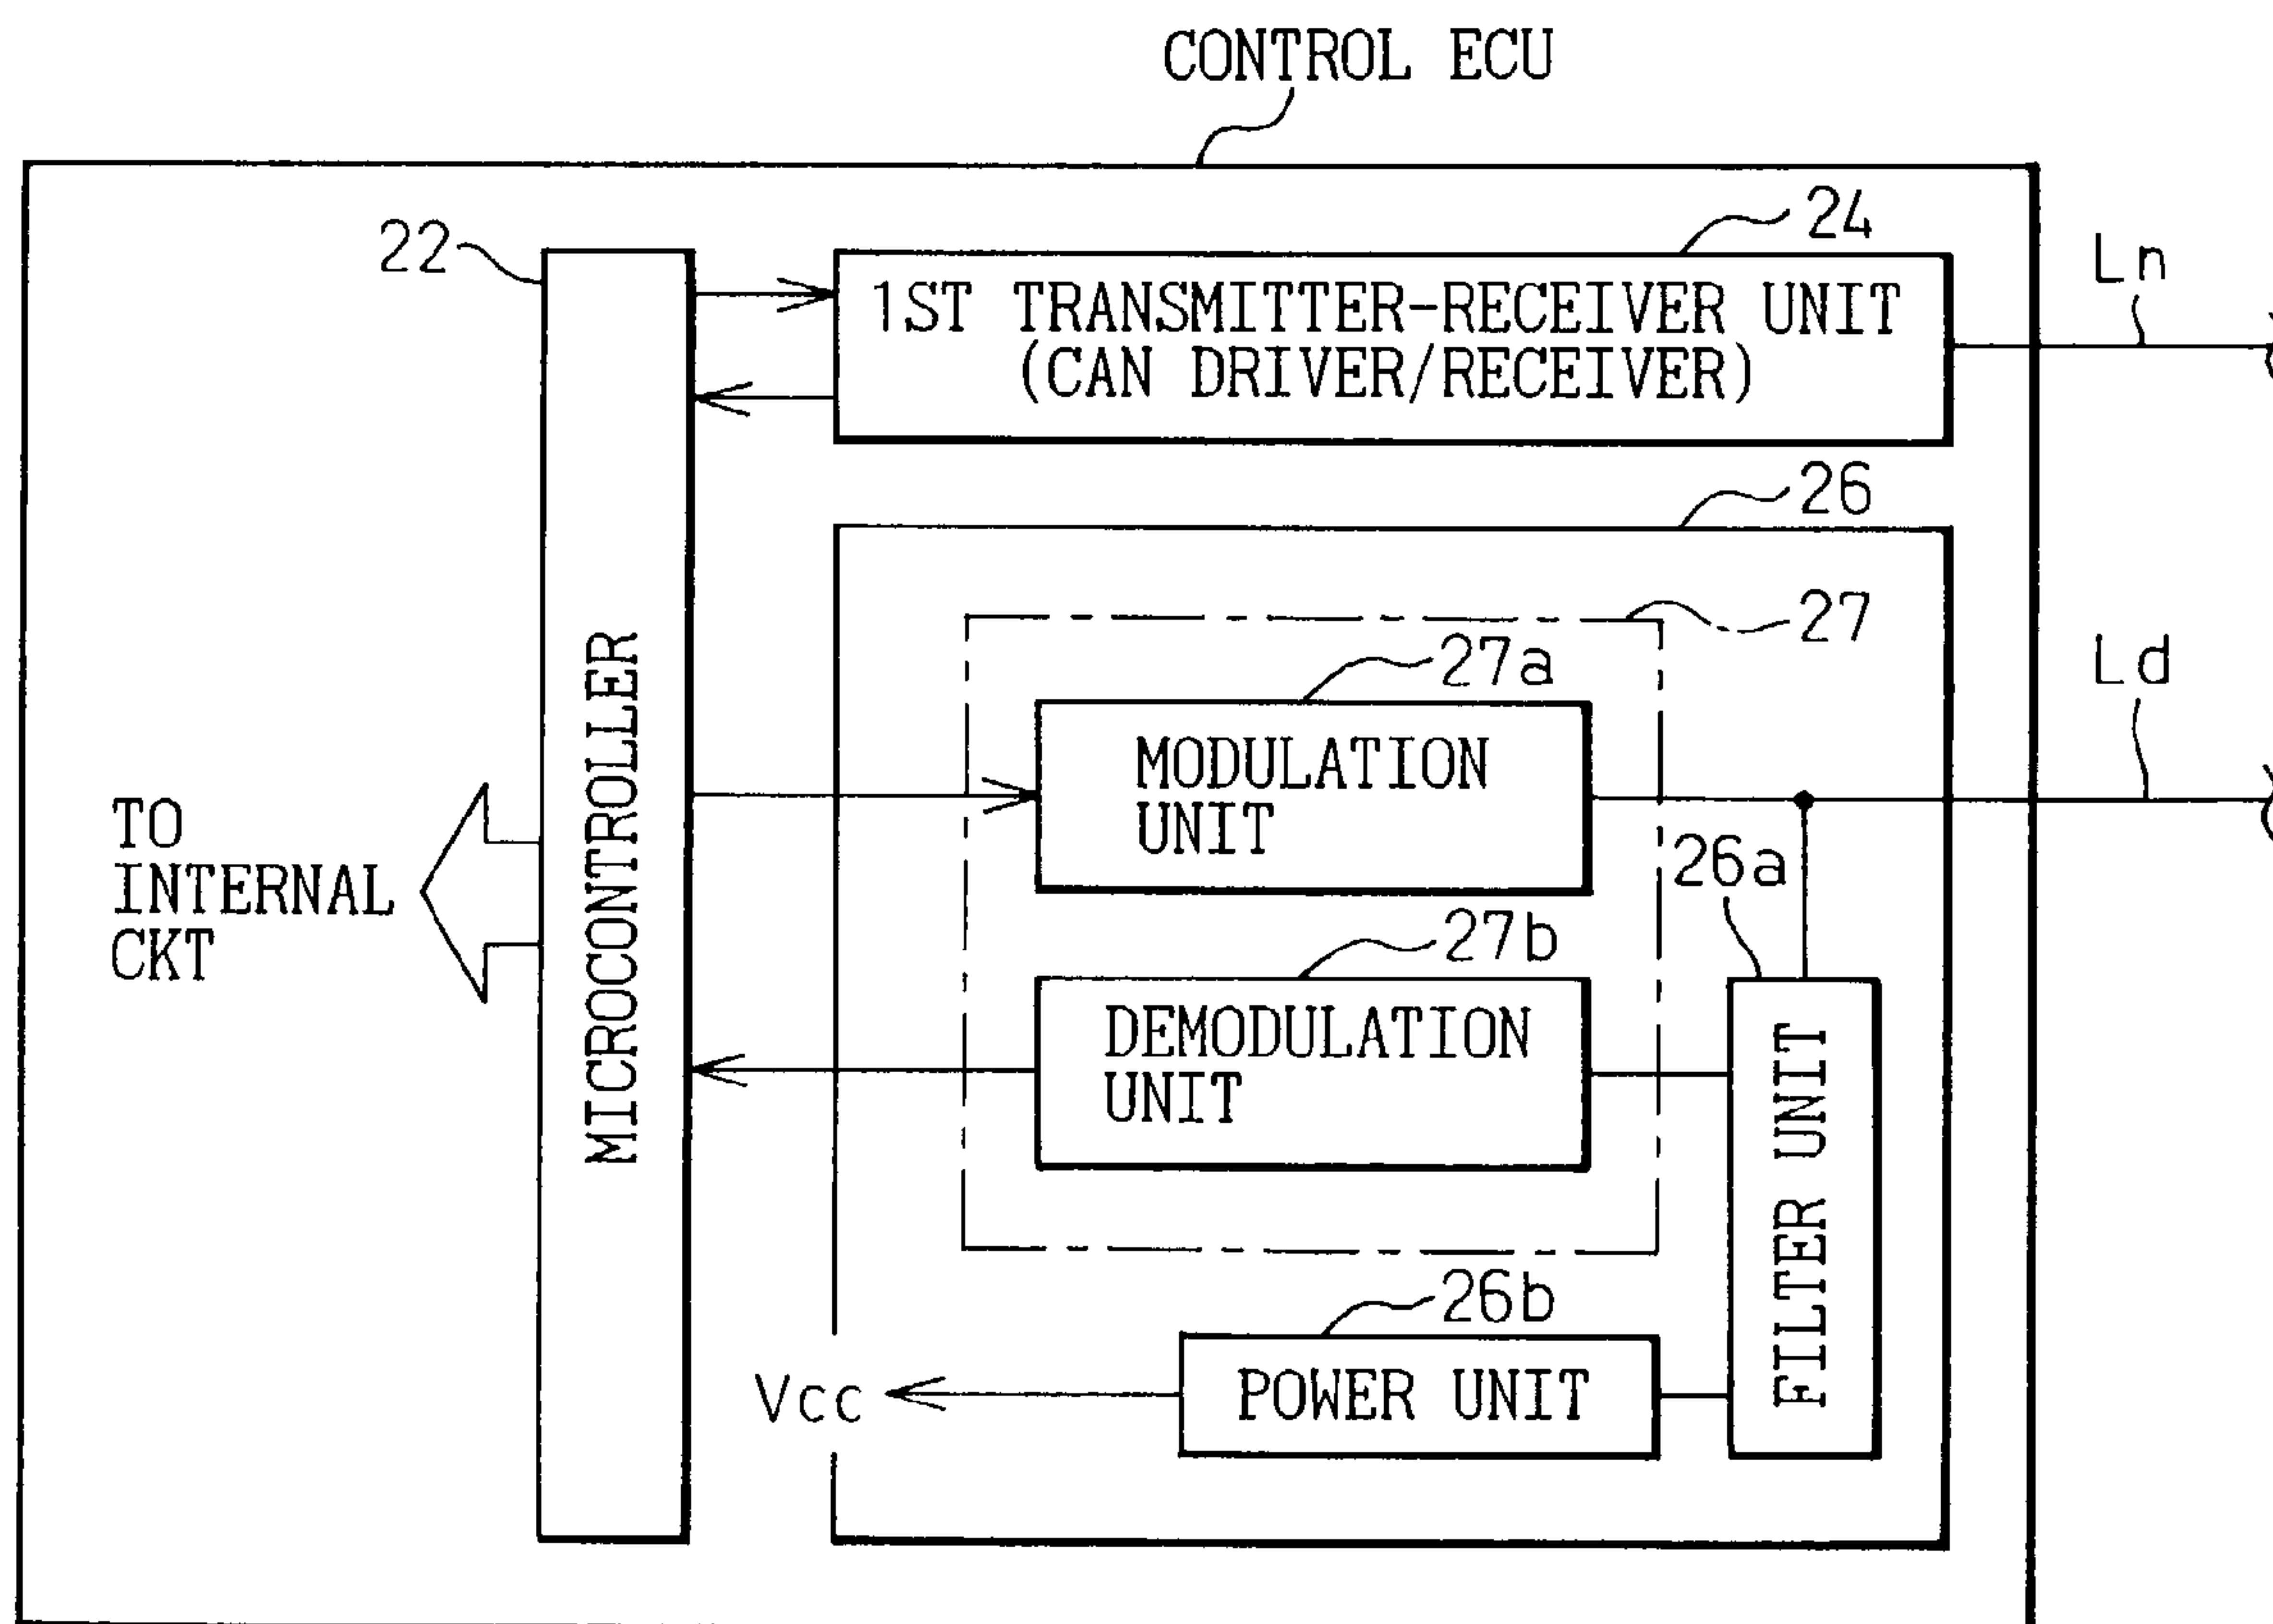 CONTROL ECU
22
24
Ln
1ST TRANSMITTER-RECEIVER UNIT
(CAN DRIVER/RECEIVER)
26
27
27a
Ld
MODULATION
UNIT
MICROCONTROLLER
TO
INTERNAL
CKT
26a
27b
DEMODULATION
UNIT
FILTER UNIT
26b
POWER UNIT
Vcc